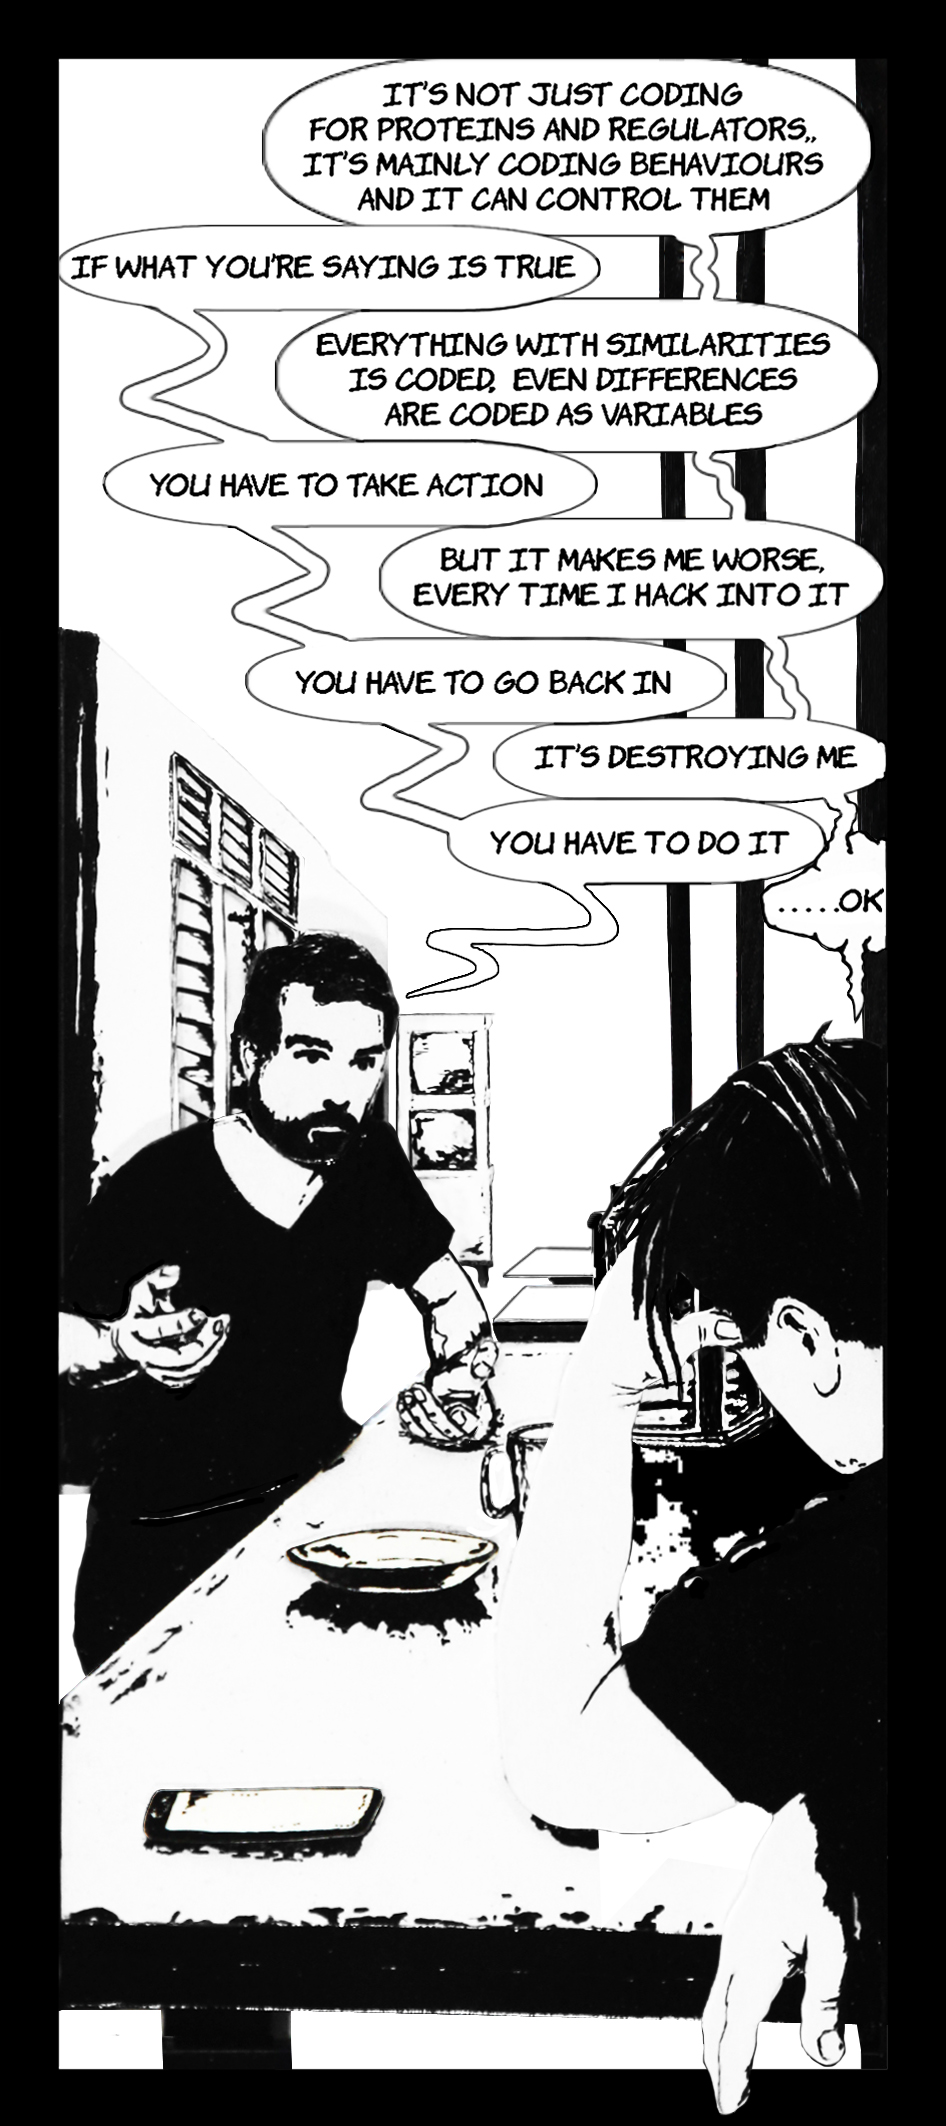 IT'S NOT JUST CODING
FOR PROTEINS AND REGULATORS,,
IT'S MAINLY CODING BEHAVIOURS
AND IT CAN CONTROL THEM
IF WHAT YOU'RE SAYING IS TRUE
EVERYTHING WITH SIMILARITIES
IS CODED, EVEN DIFFERENCES
ARE CODED AS VARIABLES
YOU HAVE TO TAKE ACTION
BUT IT MAKES ME WORSE,
EVERY TIME I HACK INTO IT
YOU HAVE TO GO BACK IN
IT'S DESTROYING ME
YOU HAVE TO DO IT
.....OK